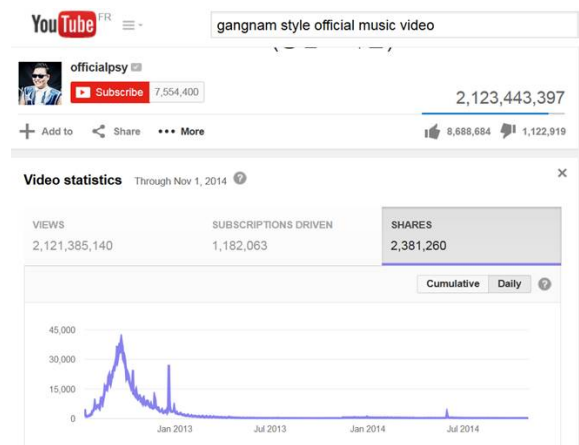 YouTube FR
gangnam style official music video
officialpsy
Subscribe 7,554,400
2,123,443,397
Add to Share More
8,688,684 1,122,919
Video statistics Through Nov 1, 2014 ?
VIEWS SUBSCRIPTIONS DRIVEN SHARES
2,121,385,140 1,182,063 2,381,260
Cumulative Daily ?
45,000
30,000
15,000
0
Jan 2013 Jul 2013 Jan 2014 Jul 2014